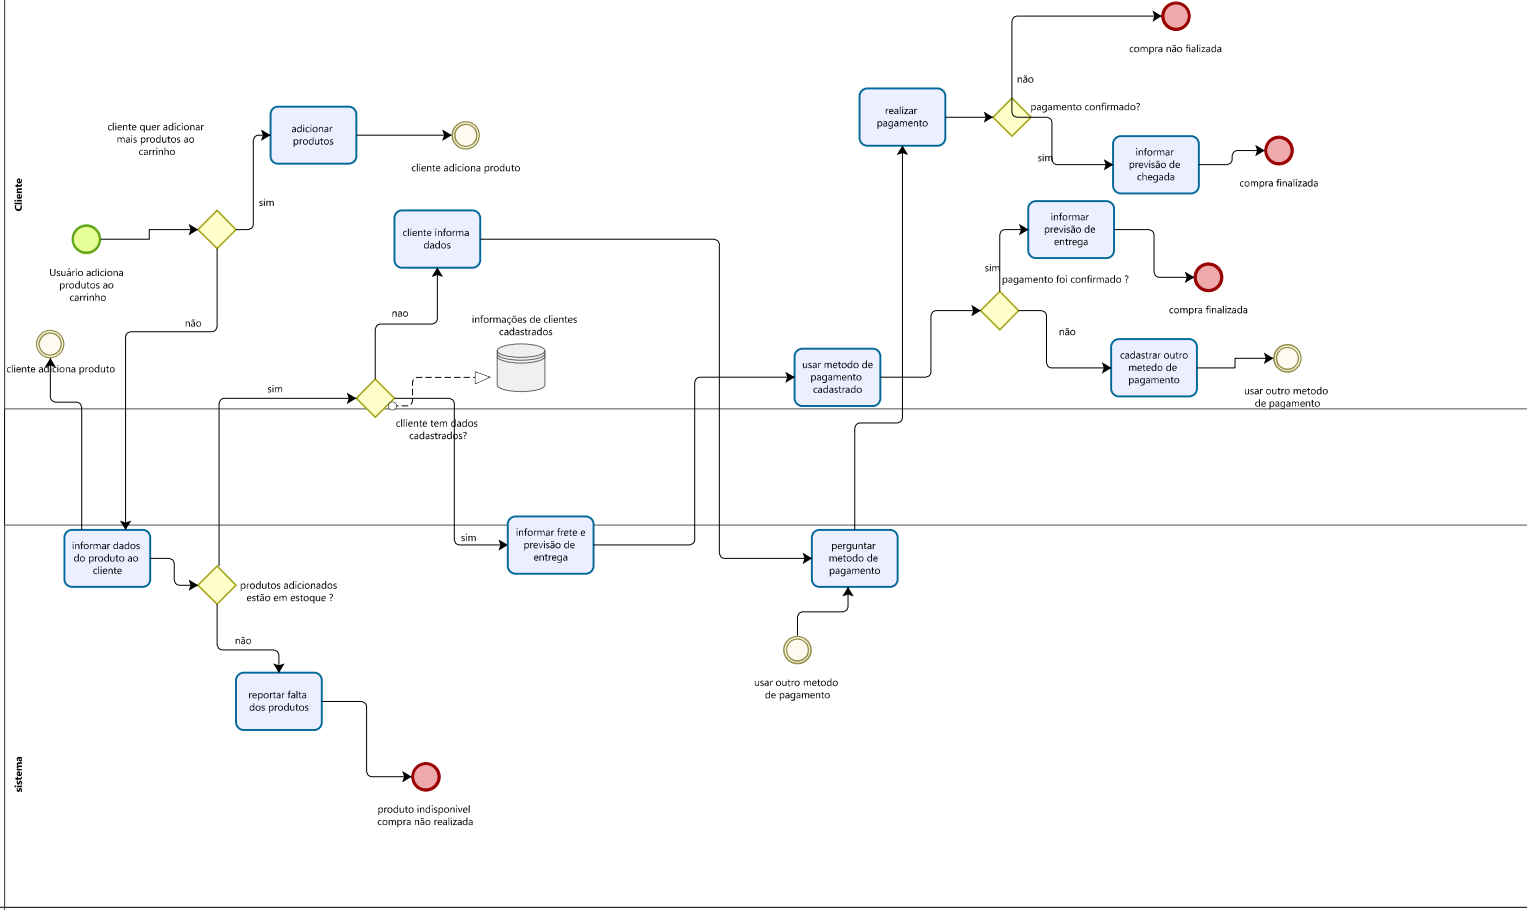 compra não fializada
não
pagamento confirmado?
realizar
pagamento
cliente quer adicionar
mais produtos ao
carrinho
adicionar
produtos
cliente adiciona produto
sim
informar
previsão de
chegada
compra finalizada
Cliente
sim
cliente informa
dados
informar
previsão de
entrega
Usuário adiciona
produtos ao
carrinho
sim
pagamento foi confirmado ?
compra finalizada
não
nao
informações de clientes
cadastrados
não
cliente adiciona produto
usar metodo de
pagamento
cadastrado
cadastrar outro
metedo de
pagamento
usar outro metodo
de pagamento
sim
clliente tem dados
cadastrados?
sim
informar frete e
previsão de
entrega
informar dados
do produto ao
cliente
perguntar
metodo de
pagamento
produtos adicionados
estão em estoque ?
não
usar outro metodo
de pagamento
reportar falta
dos produtos
sistema
produto indisponivel
compra não realizada